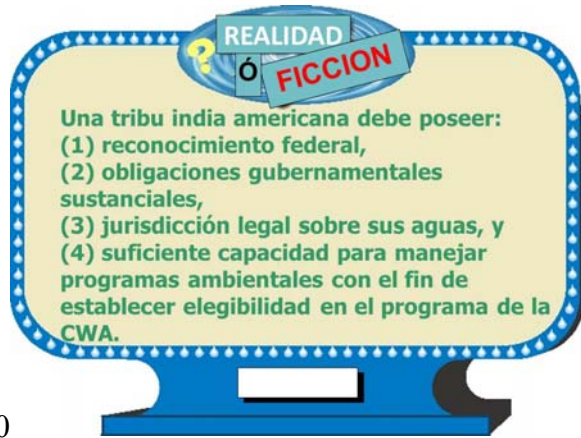 REALIDAD
?
Ó FICCION
Una tribu india americana debe poseer:
(1) reconocimiento federal,
(2) obligaciones gubernamentales
sustanciales,
(3) jurisdicción legal sobre sus aguas, y
(4) suficiente capacidad para manejar
programas ambientales con el fin de
establecer elegibilidad en el programa de la
CWA.